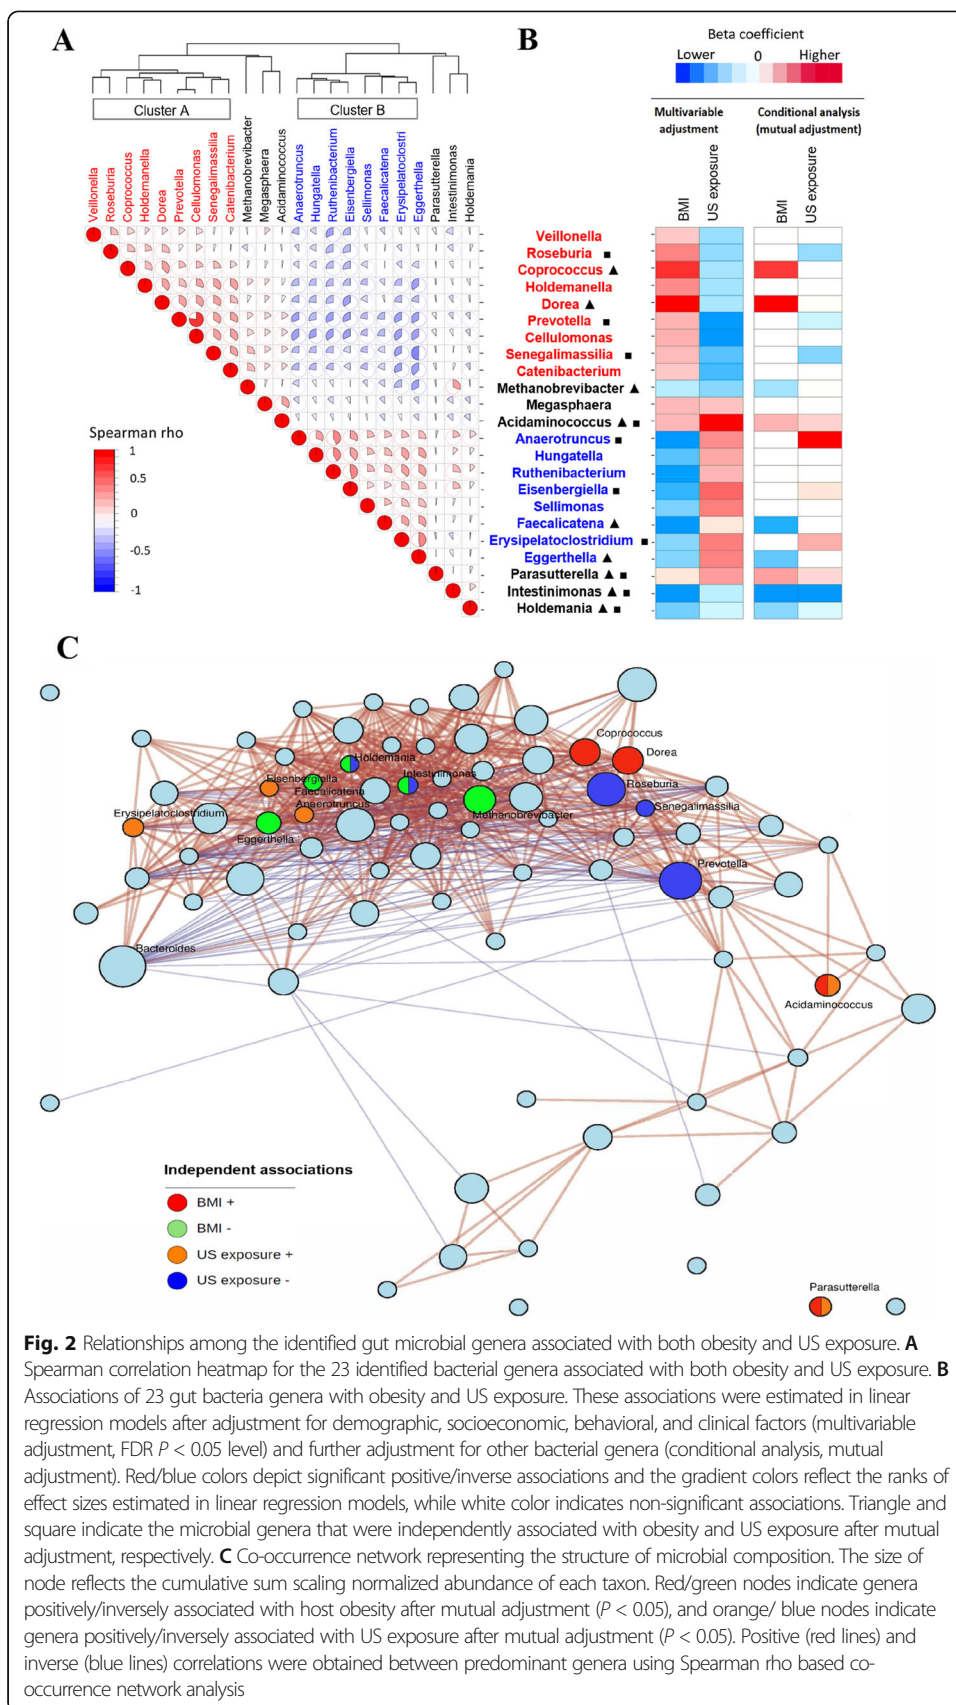 A
Cluster A
Cluster B
Veillonella
Roseburia
Coprococcus
Holdemanella
Dorea
Prevotella
Cellulomonas
Senegalimassilia
Catenibacterium
Methanobrevibacter
Megasphaera
Acidaminococcus
Anaerotruncus
Hungatella
Ruthenibacterium
Eisenbergiella
Sellimonas
Faecalicatena
Erysipelatoclostri
Eggerthella
Parasutterella
Intestinimonas
Holdemania
Spearman rho
1
0.5
0
-0.5
-1
B
Beta coefficient
Lower 0 Higher
Multivariable adjustment
Conditional analysis (mutual adjustment)
BMI
US exposure
BMI
US exposure
Veillonella
Roseburia ■
Coprococcus ▲
Holdemanella
Dorea ▲
Prevotella ■
Cellulomonas
Senegalimassilia ■
Catenibacterium
Methanobrevibacter ▲
Megasphaera
Acidaminococcus ▲ ■
Anaerotruncus ■
Hungatella
Ruthenibacterium
Eisenbergiella ■
Sellimonas
Faecalicatena ▲
Erysipelatoclostridium ■
Eggerthella ▲
Parasutterella ▲ ■
Intestinimonas ▲ ■
Holdemania ▲ ■
C
Coprococcus
Dorea
Holdemania
Eisenbergiella
Intestinimonas
Faecalicatena
Roseburia
Anaerotruncus
Senegalimassilia
Erysipelatoclostridium
Methanobrevibacter
Eggerthella
Prevotella
Bacteroides
Acidaminococcus
Independent associations
BMI +
BMI -
US exposure +
US exposure -
Parasutterella
Fig. 2 Relationships among the identified gut microbial genera associated with both obesity and US exposure. A
Spearman correlation heatmap for the 23 identified bacterial genera associated with both obesity and US exposure. B
Associations of 23 gut bacteria genera with obesity and US exposure. These associations were estimated in linear
regression models after adjustment for demographic, socioeconomic, behavioral, and clinical factors (multivariable
adjustment, FDR P < 0.05 level) and further adjustment for other bacterial genera (conditional analysis, mutual
adjustment). Red/blue colors depict significant positive/inverse associations and the gradient colors reflect the ranks of
effect sizes estimated in linear regression models, while white color indicates non-significant associations. Triangle and
square indicate the microbial genera that were independently associated with obesity and US exposure after mutual
adjustment, respectively. C Co-occurrence network representing the structure of microbial composition. The size of
node reflects the cumulative sum scaling normalized abundance of each taxon. Red/green nodes indicate genera
positively/inversely associated with host obesity after mutual adjustment (P < 0.05), and orange/ blue nodes indicate
genera positively/inversely associated with US exposure after mutual adjustment (P < 0.05). Positive (red lines) and
inverse (blue lines) correlations were obtained between predominant genera using Spearman rho based co-
occurrence network analysis